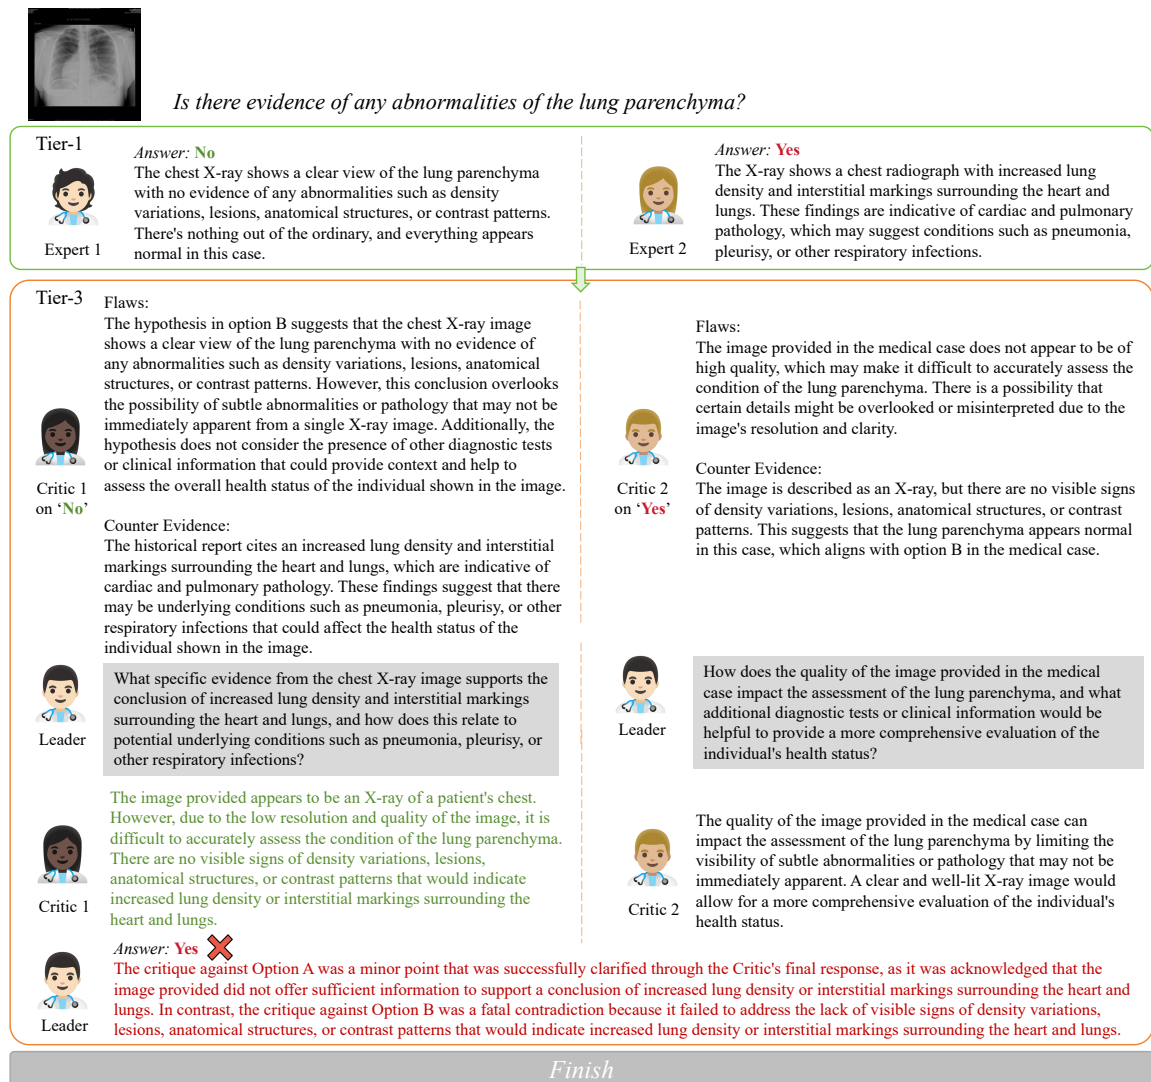 Is there evidence of any abnormalities of the lung parenchyma?
Tier-1
Answer: No
The chest X-ray shows a clear view of the lung parenchyma
with no evidence of any abnormalities such as density
variations, lesions, anatomical structures, or contrast patterns.
There's nothing out of the ordinary, and everything appears
normal in this case.
Expert 1
Answer: Yes
The X-ray shows a chest radiograph with increased lung
density and interstitial markings surrounding the heart and
lungs. These findings are indicative of cardiac and pulmonary
pathology, which may suggest conditions such as pneumonia,
pleurisy, or other respiratory infections.
Expert 2
Tier-3
Flaws:
The hypothesis in option B suggests that the chest X-ray image
shows a clear view of the lung parenchyma with no evidence of
any abnormalities such as density variations, lesions, anatomical
structures, or contrast patterns. However, this conclusion overlooks
the possibility of subtle abnormalities or pathology that may not be
immediately apparent from a single X-ray image. Additionally, the
hypothesis does not consider the presence of other diagnostic tests
or clinical information that could provide context and help to
assess the overall health status of the individual shown in the image.
Critic 1
on ‘No’
Counter Evidence:
The historical report cites an increased lung density and interstitial
markings surrounding the heart and lungs, which are indicative of
cardiac and pulmonary pathology. These findings suggest that there
may be underlying conditions such as pneumonia, pleurisy, or other
respiratory infections that could affect the health status of the
individual shown in the image.
Flaws:
The image provided in the medical case does not appear to be of
high quality, which may make it difficult to accurately assess the
condition of the lung parenchyma. There is a possibility that
certain details might be overlooked or misinterpreted due to the
image's resolution and clarity.
Critic 2
on ‘Yes’
Counter Evidence:
The image is described as an X-ray, but there are no visible signs
of density variations, lesions, anatomical structures, or contrast
patterns. This suggests that the lung parenchyma appears normal
in this case, which aligns with option B in the medical case.
What specific evidence from the chest X-ray image supports the
conclusion of increased lung density and interstitial markings
surrounding the heart and lungs, and how does this relate to
potential underlying conditions such as pneumonia, pleurisy, or
other respiratory infections?
Leader
How does the quality of the image provided in the medical
case impact the assessment of the lung parenchyma, and what
additional diagnostic tests or clinical information would be
helpful to provide a more comprehensive evaluation of the
individual's health status?
Leader
The image provided appears to be an X-ray of a patient's chest.
However, due to the low resolution and quality of the image, it is
difficult to accurately assess the condition of the lung parenchyma.
There are no visible signs of density variations, lesions,
anatomical structures, or contrast patterns that would indicate
increased lung density or interstitial markings surrounding the
heart and lungs.
Critic 1
The quality of the image provided in the medical case can
impact the assessment of the lung parenchyma by limiting the
visibility of subtle abnormalities or pathology that may not be
immediately apparent. A clear and well-lit X-ray image would
allow for a more comprehensive evaluation of the individual's
health status.
Critic 2
Answer: Yes
The critique against Option A was a minor point that was successfully clarified through the Critic's final response, as it was acknowledged that the
image provided did not offer sufficient information to support a conclusion of increased lung density or interstitial markings surrounding the heart and
lungs. In contrast, the critique against Option B was a fatal contradiction because it failed to address the lack of visible signs of density variations,
lesions, anatomical structures, or contrast patterns that would indicate increased lung density or interstitial markings surrounding the heart and lungs.
Leader
Finish